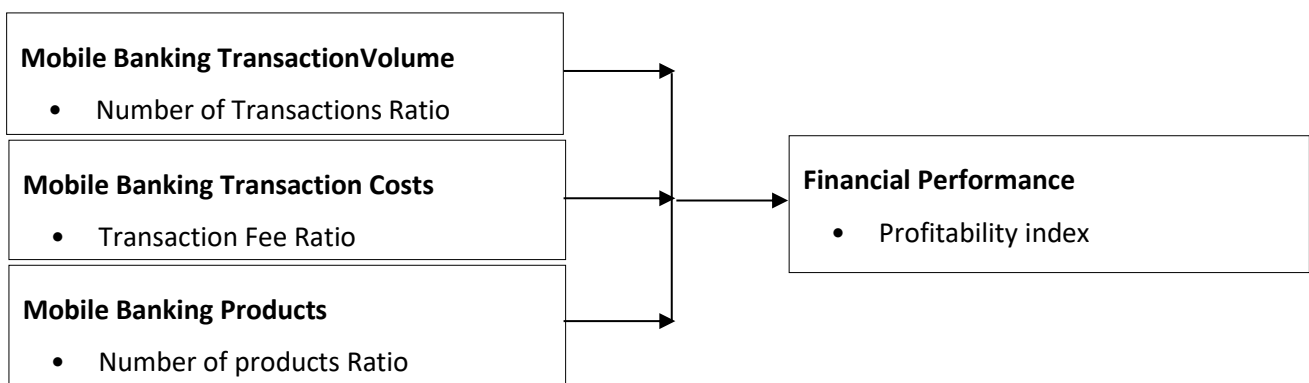 Mobile Banking TransactionVolume
• Number of Transactions Ratio
Mobile Banking Transaction Costs
• Transaction Fee Ratio
Mobile Banking Products
• Number of products Ratio
Financial Performance
• Profitability index